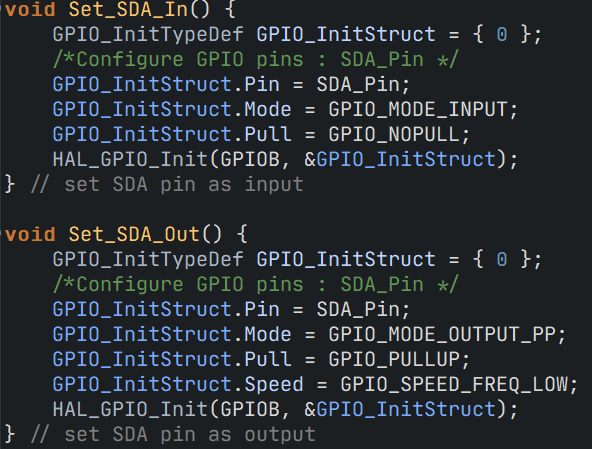 void Set_SDA_In() {
    GPIO_InitTypeDef GPIO_InitStruct = { 0 };
    /*Configure GPIO pins : SDA_Pin */
    GPIO_InitStruct.Pin = SDA_Pin;
    GPIO_InitStruct.Mode = GPIO_MODE_INPUT;
    GPIO_InitStruct.Pull = GPIO_NOPULL;
    HAL_GPIO_Init(GPIOB, &GPIO_InitStruct);
} // set SDA pin as input

void Set_SDA_Out() {
    GPIO_InitTypeDef GPIO_InitStruct = { 0 };
    /*Configure GPIO pins : SDA_Pin */
    GPIO_InitStruct.Pin = SDA_Pin;
    GPIO_InitStruct.Mode = GPIO_MODE_OUTPUT_PP;
    GPIO_InitStruct.Pull = GPIO_PULLUP;
    GPIO_InitStruct.Speed = GPIO_SPEED_FREQ_LOW;
    HAL_GPIO_Init(GPIOB, &GPIO_InitStruct);
} // set SDA pin as output